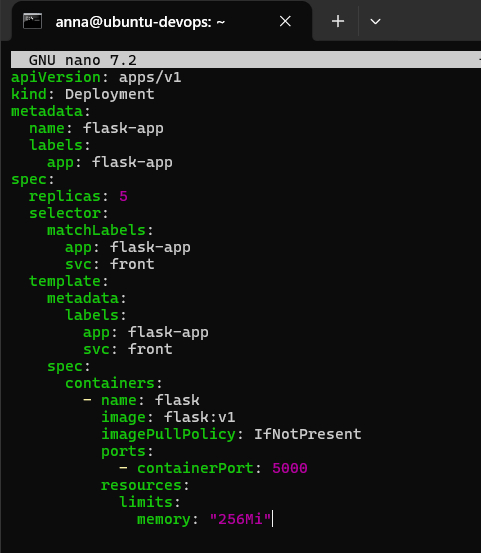 anna@ubuntu-devops: ~
GNU nano 7.2
apiVersion: apps/v1
kind: Deployment
metadata:
  name: flask-app
  labels:
    app: flask-app
spec:
  replicas: 5
  selector:
    matchLabels:
      app: flask-app
      svc: front
  template:
    metadata:
      labels:
        app: flask-app
        svc: front
    spec:
      containers:
        - name: flask
          image: flask:v1
          imagePullPolicy: IfNotPresent
          ports:
            - containerPort: 5000
          resources:
            limits:
              memory: "256Mi"